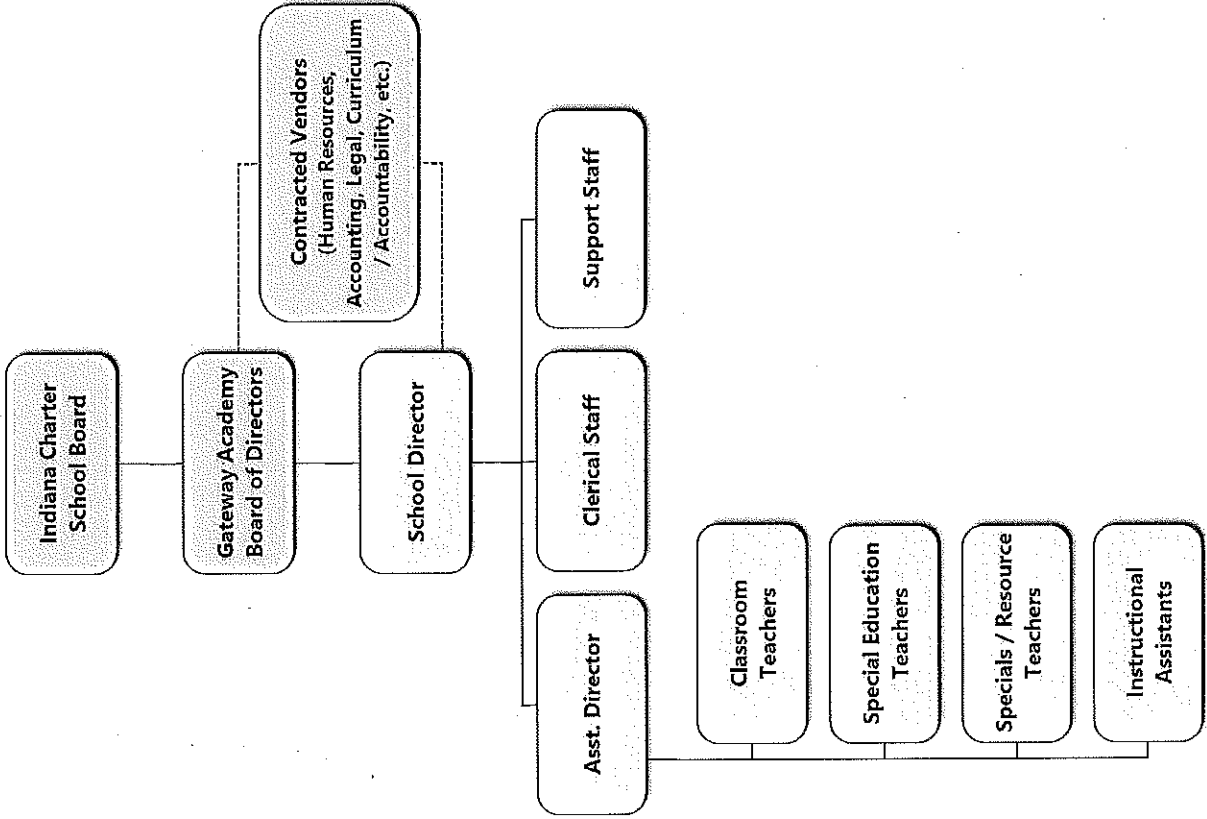 Indiana Charter
School Board
Gateway Academy
Board of Directors
Contracted Vendors
(Human Resources,
Accounting, Legal, Curriculum
/ Accountability, etc.)
School Director
Asst. Director
Clerical Staff
Support Staff
Classroom
Teachers
Special Education
Teachers
Specials / Resource
Teachers
Instructional
Assistants